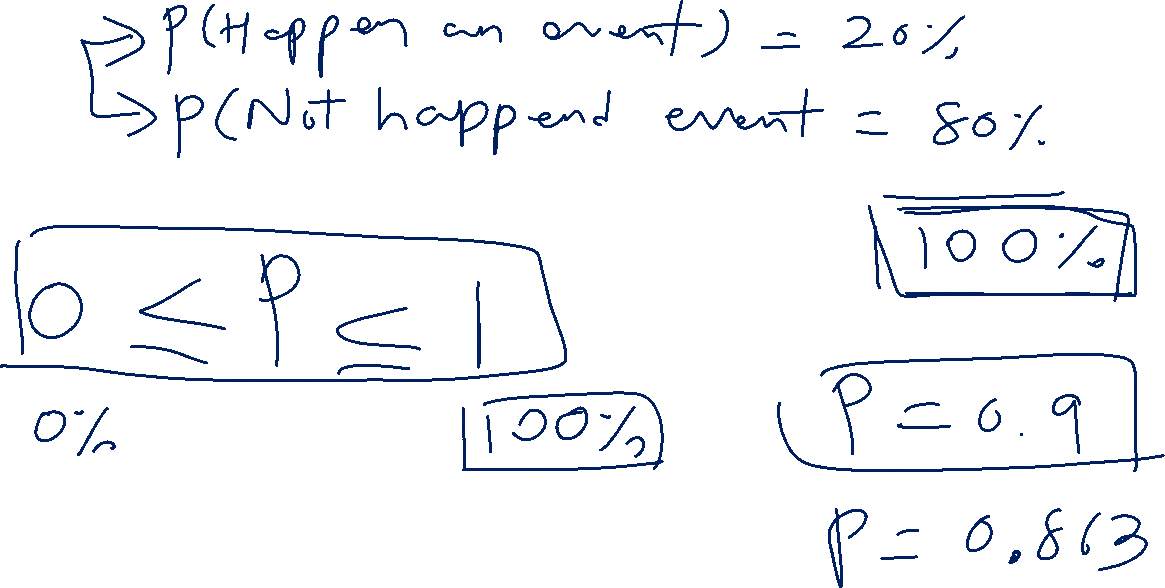 P(Happen an event) = 20%
P(Not happend event = 80%
100%
0 ≤ P ≤ 1
0%
100%
P = 0.9
P = 0.863